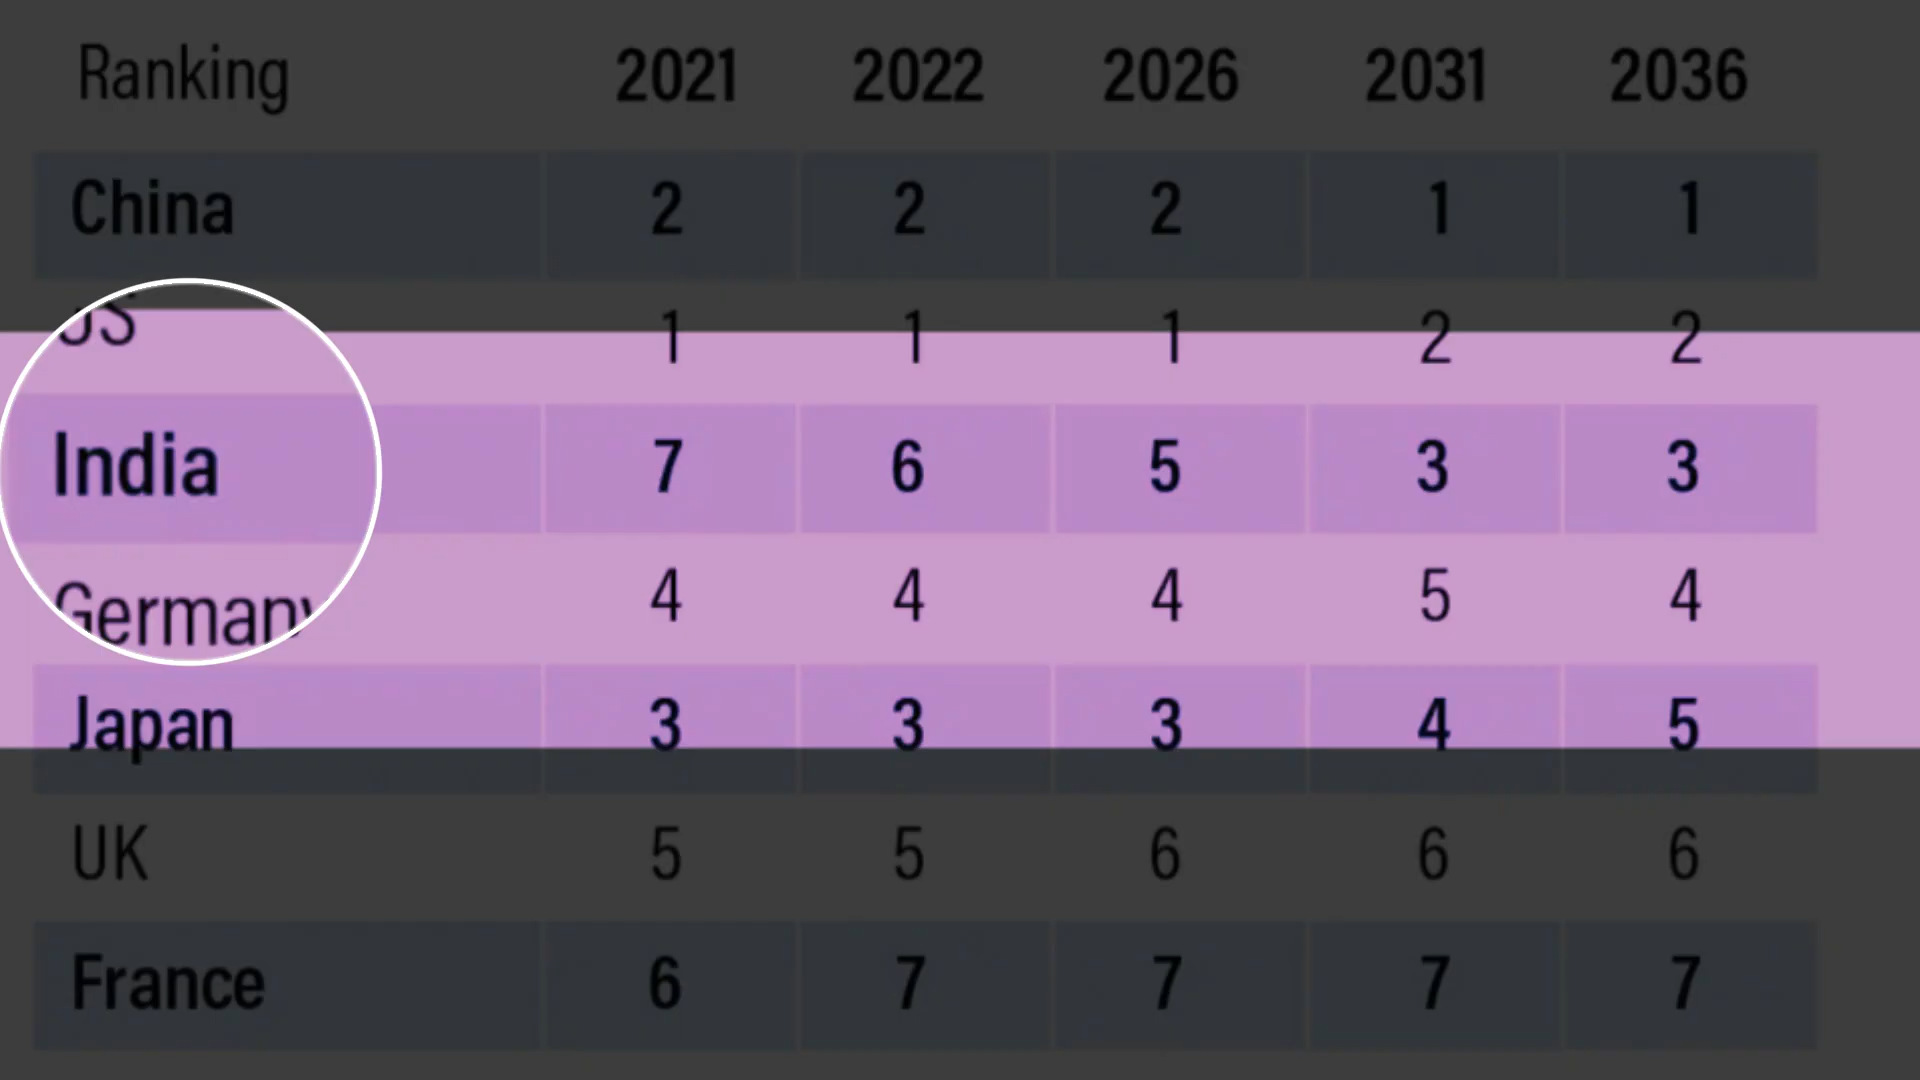 Ranking 2021 2022 2026 2031 2036
China 2 2 2 1 1
US 1 1 1 2 2
India 7 6 5 3 3
Germany 4 4 4 5 4
Japan 3 3 3 4 5
UK 5 5 6 6 6
France 6 7 7 7 7